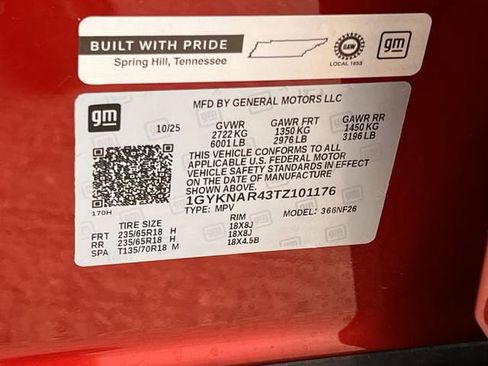 BUILT WITH PRIDE
Spring Hill, Tennessee
UAW
LOCAL 1853
gm
gm
MFD BY GENERAL MOTORS LLC
10/25 GVWR GAWR FRT GAWR RR
2722 KG 1350 KG 1450 KG
6001 LB 2976 LB 3196 LB
THIS VEHICLE CONFORMS TO ALL
APPLICABLE U.S. FEDERAL MOTOR
VEHICLE SAFETY STANDARDS IN EFFECT
ON THE DATE OF MANUFACTURE
SHOWN ABOVE.
1GYKNAR43TZ101176
TYPE: MPV MODEL: 366NF26
170H
TIRE SIZE RIM
FRT 235/65R18 H 18X8J
RR 235/65R18 H 18X8J
SPA T135/70R18 M 18X4.5B